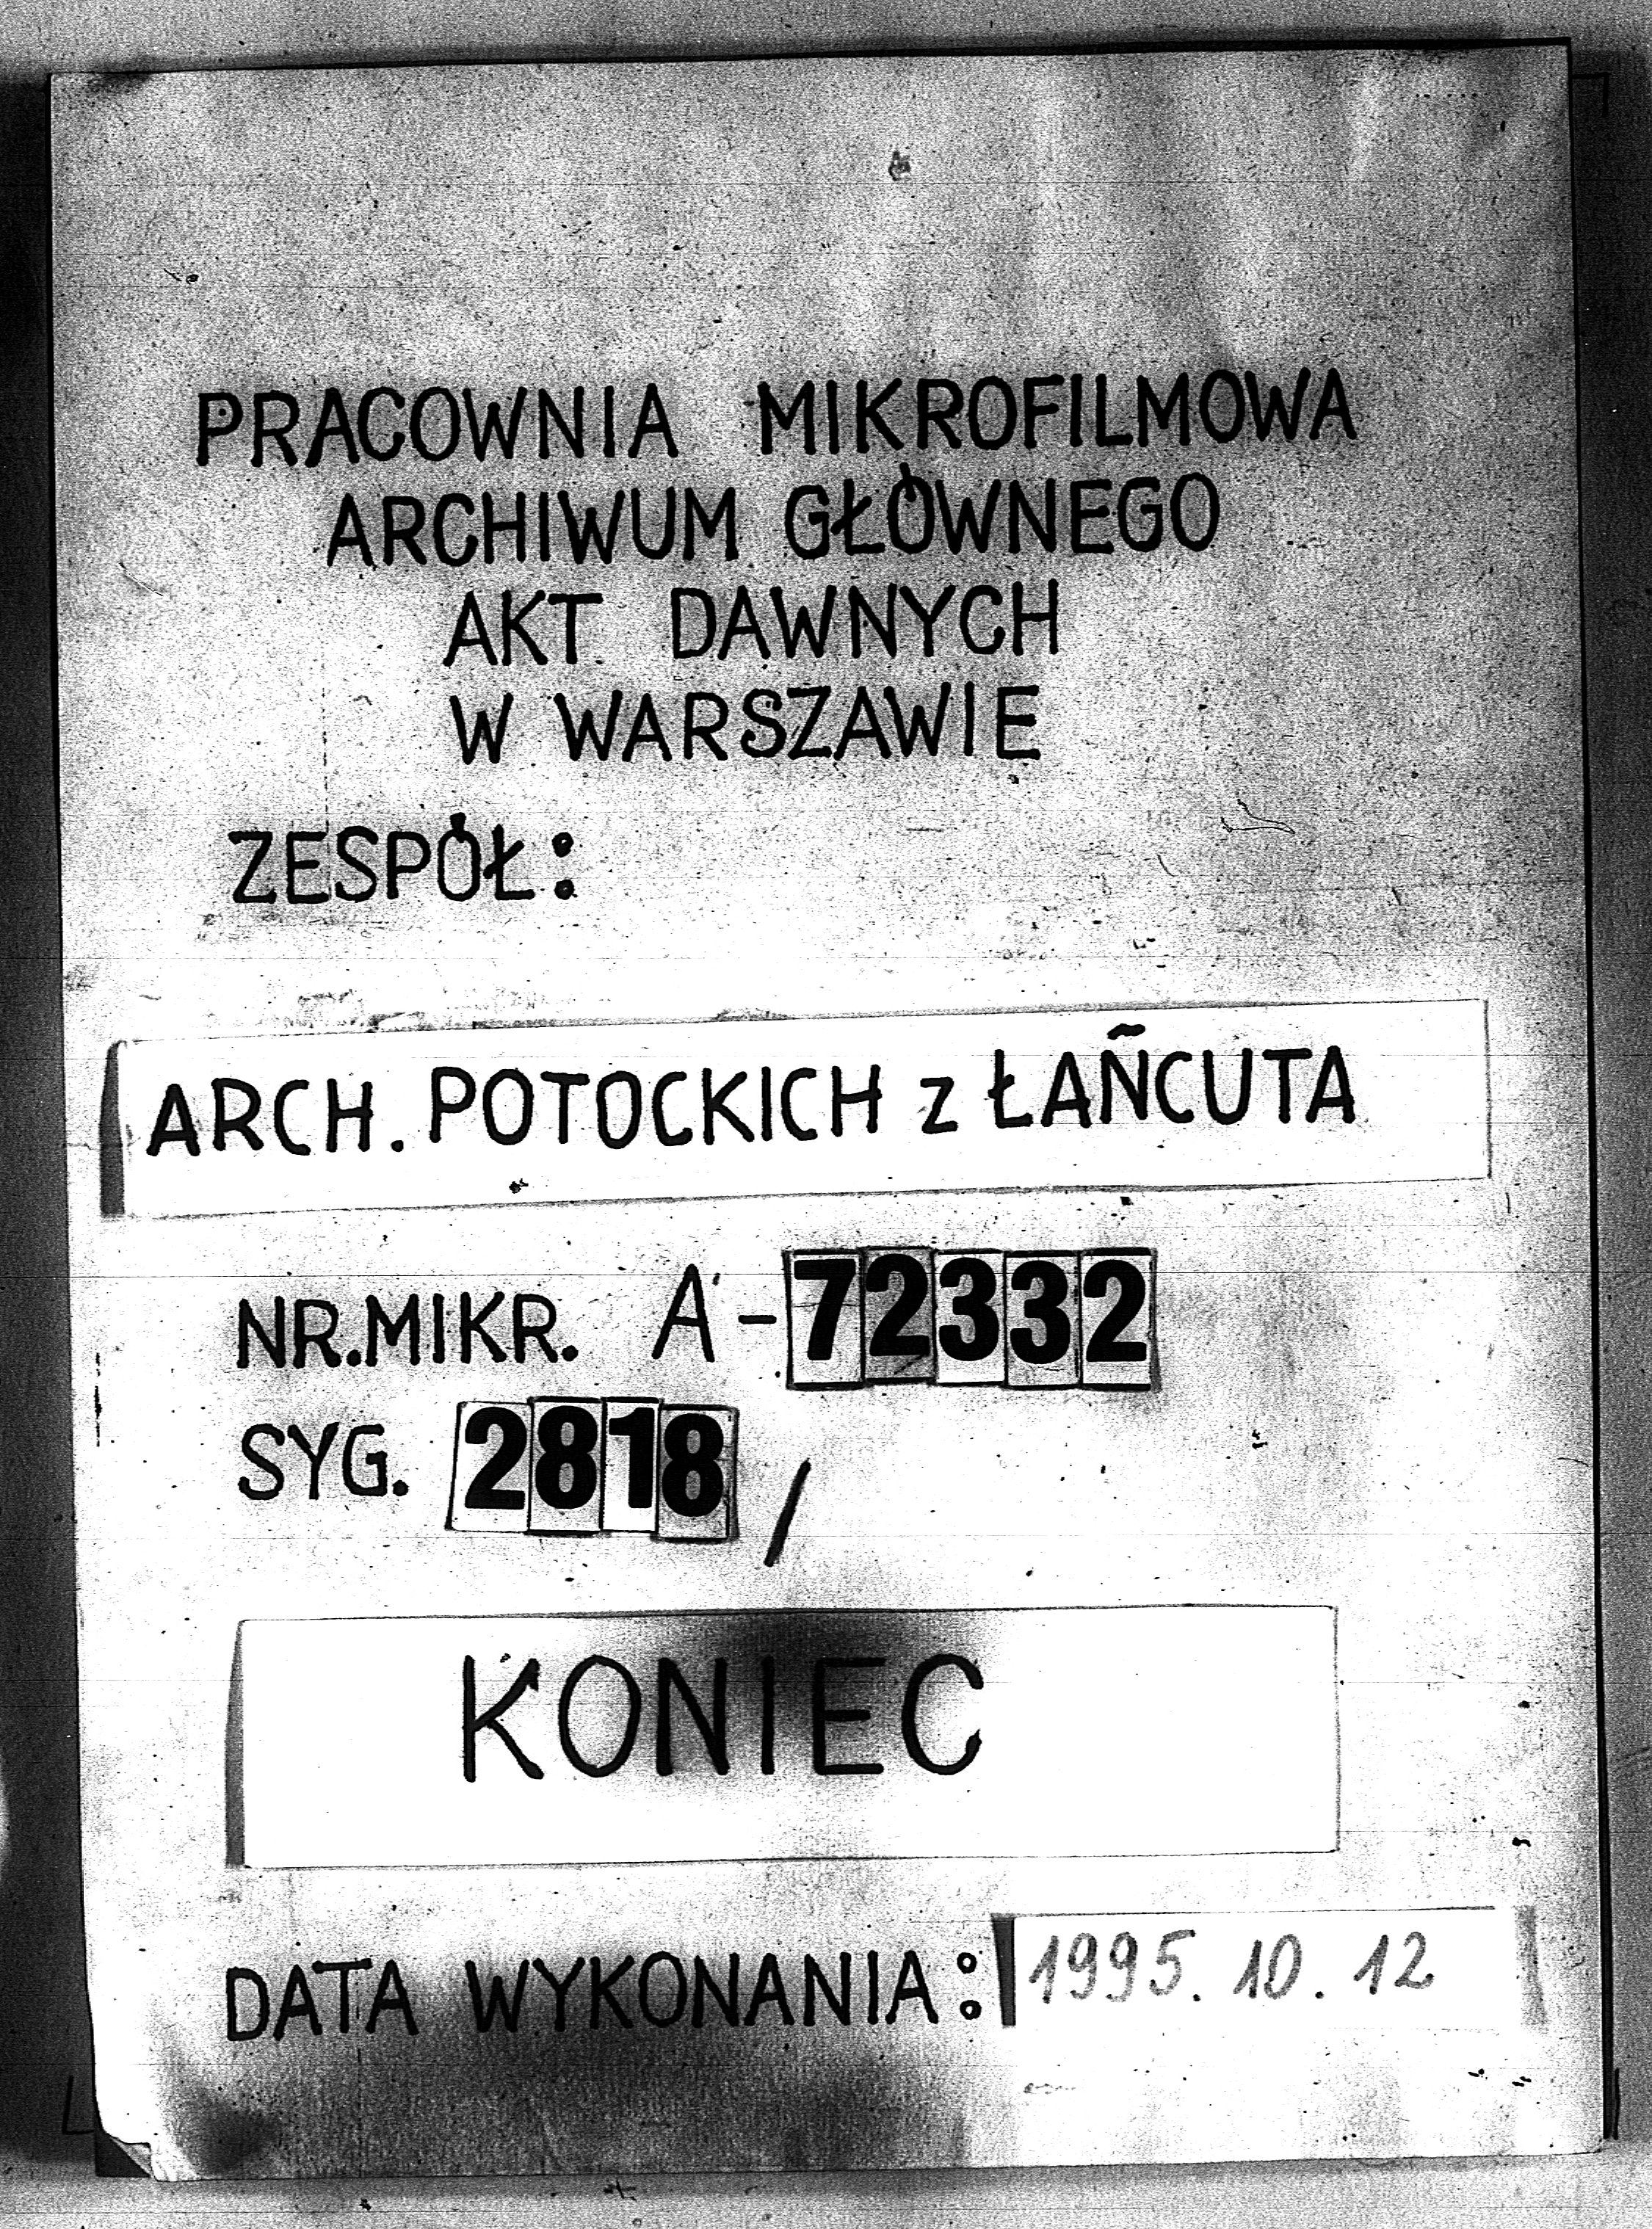 PRACOWNIA MIKROFILMOWA
ARCHIWUM GŁÓWNEGO
AKT DAWNYCH
W WARSZAWIE
ZESPÓŁ:
ARCH. POTOCKICH z ŁAŃCUTA
NR.MIKR. A-72332
SYG. 2818/
KONIEC
DATA WYKONANIA: 1995.10.12